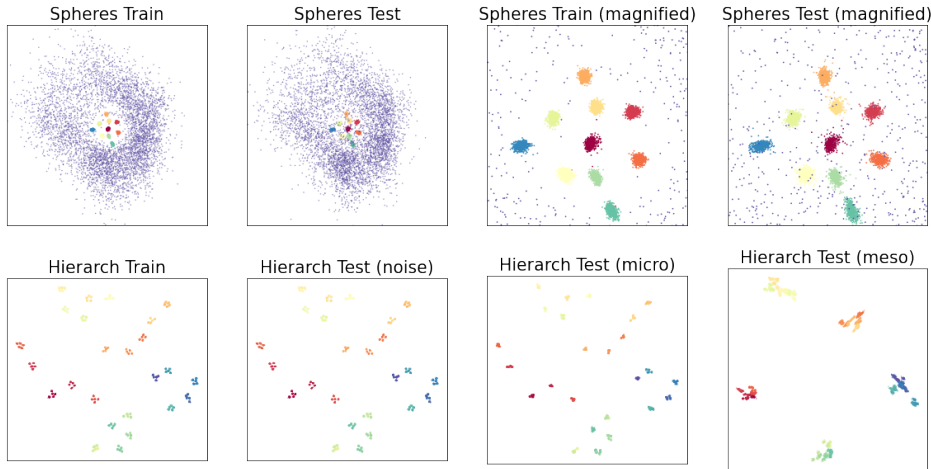 Spheres Train
Spheres Test
Spheres Train (magnified)
Spheres Test (magnified)
Hierarch Train
Hierarch Test (noise)
Hierarch Test (micro)
Hierarch Test (meso)